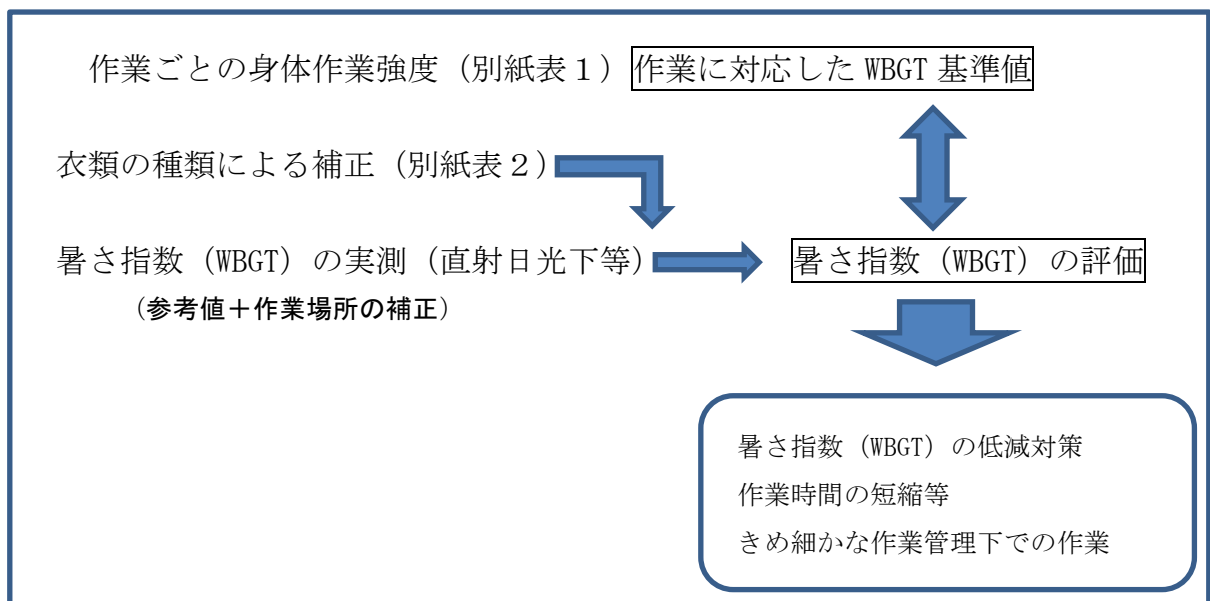 作業ごとの身体作業強度（別紙表１）作業に対応した WBGT 基準値
衣類の種類による補正（別紙表２）
暑さ指数（WBGT）の実測（直射日光下等） 暑さ指数（WBGT）の評価
（参考値＋作業場所の補正）
暑さ指数（WBGT）の低減対策
作業時間の短縮等
きめ細かな作業管理下での作業